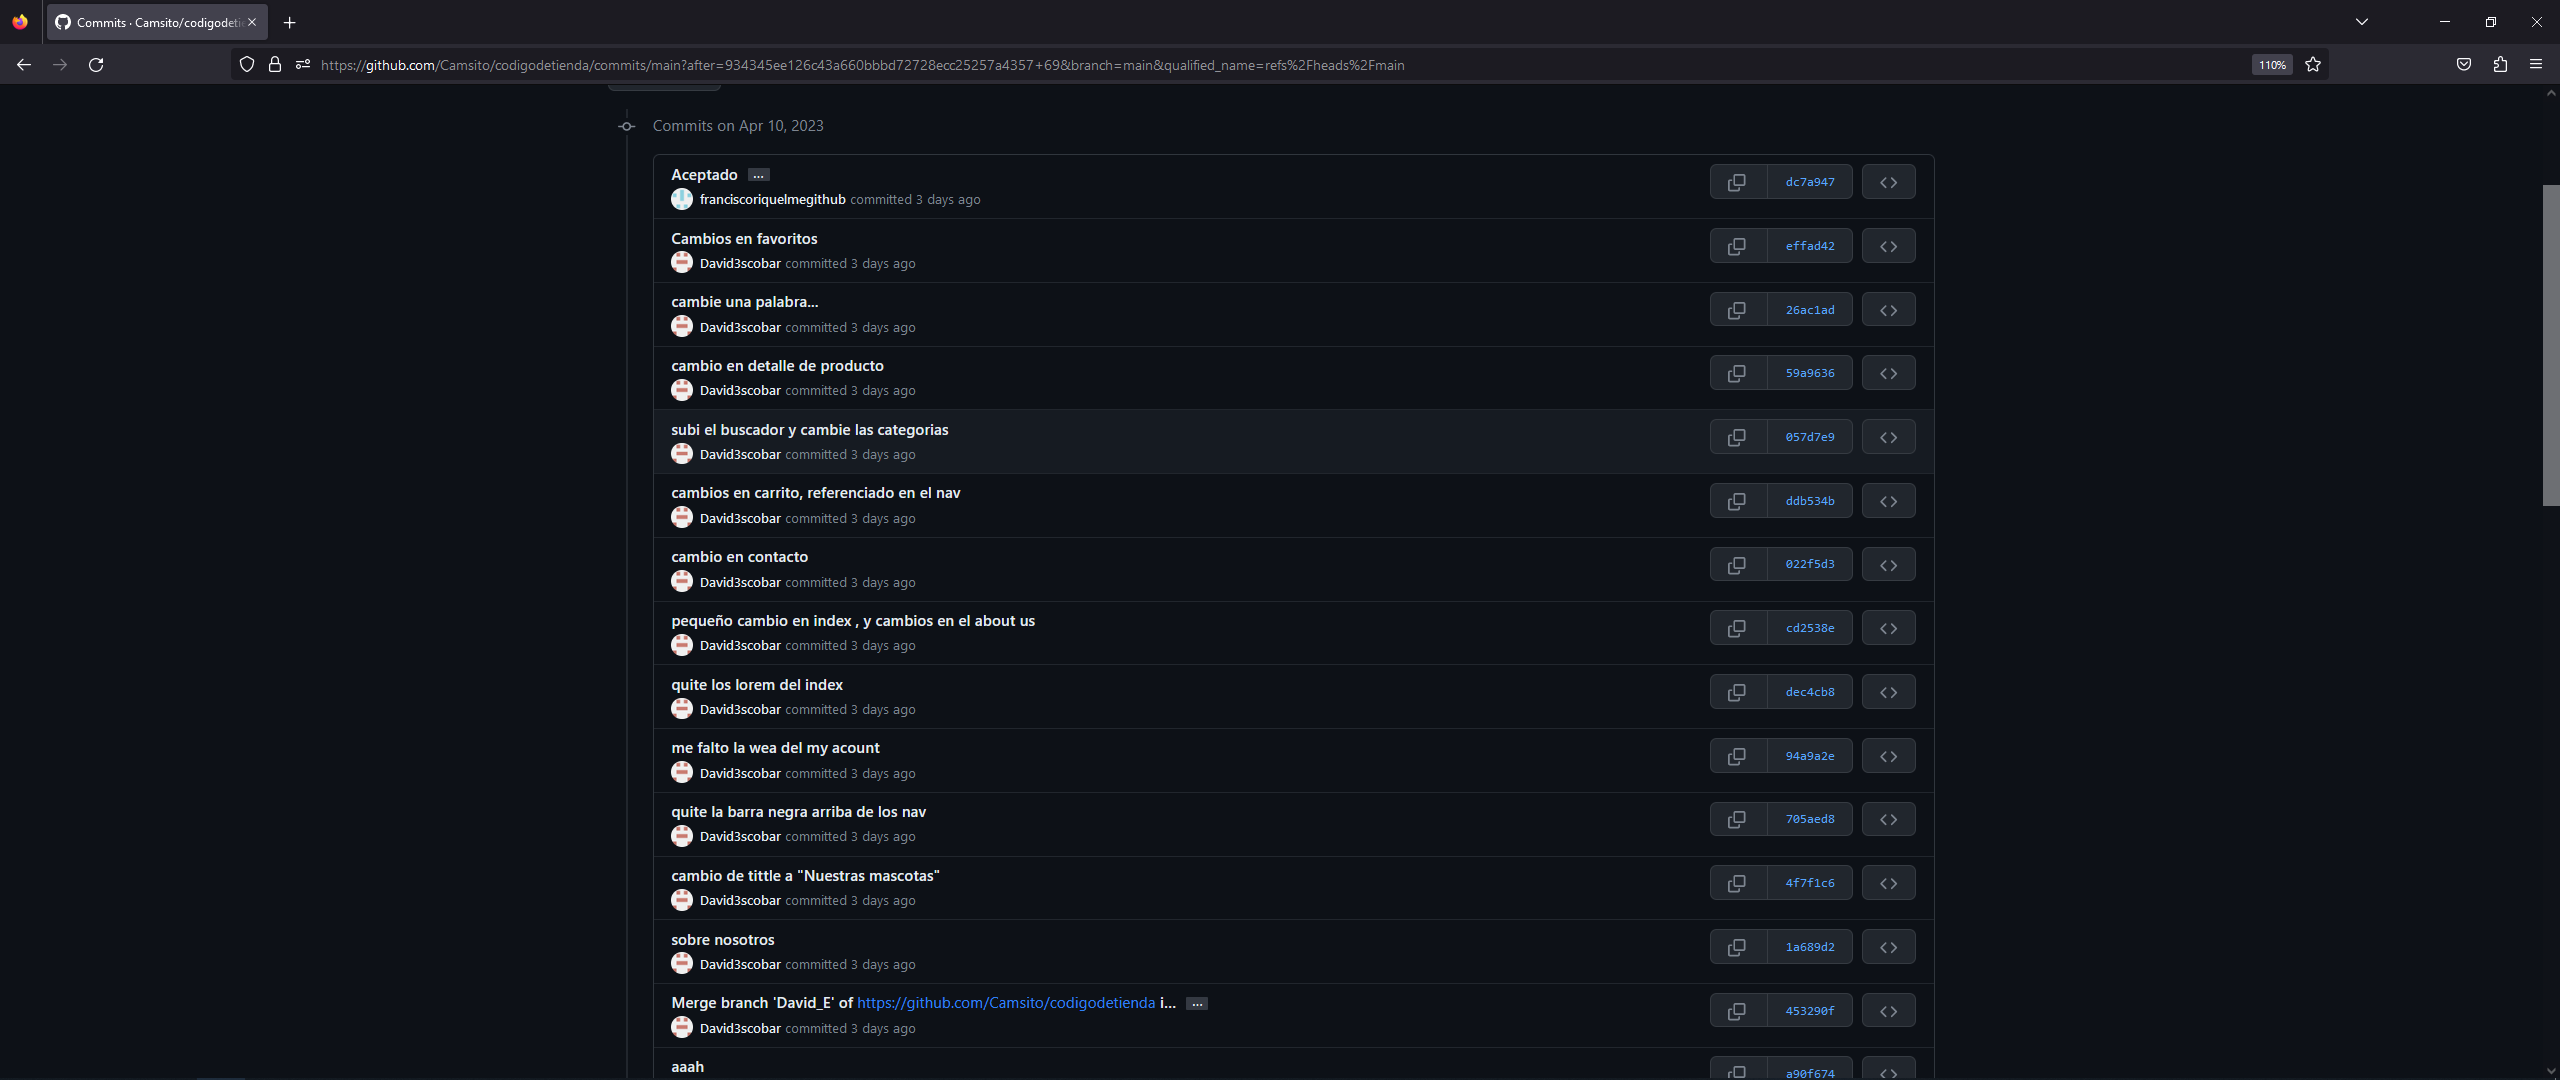 Commits · Camsito/codigodeti
https://github.com/Camsito/codigodetienda/commits/main?after=934345ee126c43a660bbbd72728ecc25257a4357+69&branch=main&qualified_name=refs%2Fheads%2Fmain
110%
Commits on Apr 10, 2023
Aceptado ...
dc7a947
franciscoriquelmegithub committed 3 days ago
Cambios en favoritos
effad42
David3scobar committed 3 days ago
cambie una palabra...
26ac1ad
David3scobar committed 3 days ago
cambio en detalle de producto
59a9636
David3scobar committed 3 days ago
subi el buscador y cambie las categorias
057d7e9
David3scobar committed 3 days ago
cambios en carrito, referenciado en el nav
ddb534b
David3scobar committed 3 days ago
cambio en contacto
022f5d3
David3scobar committed 3 days ago
pequeño cambio en index , y cambios en el about us
cd2538e
David3scobar committed 3 days ago
quite los lorem del index
dec4cb8
David3scobar committed 3 days ago
me falto la wea del my acount
94a9a2e
David3scobar committed 3 days ago
quite la barra negra arriba de los nav
705aed8
David3scobar committed 3 days ago
cambio de tittle a "Nuestras mascotas"
4f7f1c6
David3scobar committed 3 days ago
sobre nosotros
1a689d2
David3scobar committed 3 days ago
Merge branch 'David_E' of https://github.com/Camsito/codigodetienda i... ...
453290f
David3scobar committed 3 days ago
aaah
a90f674